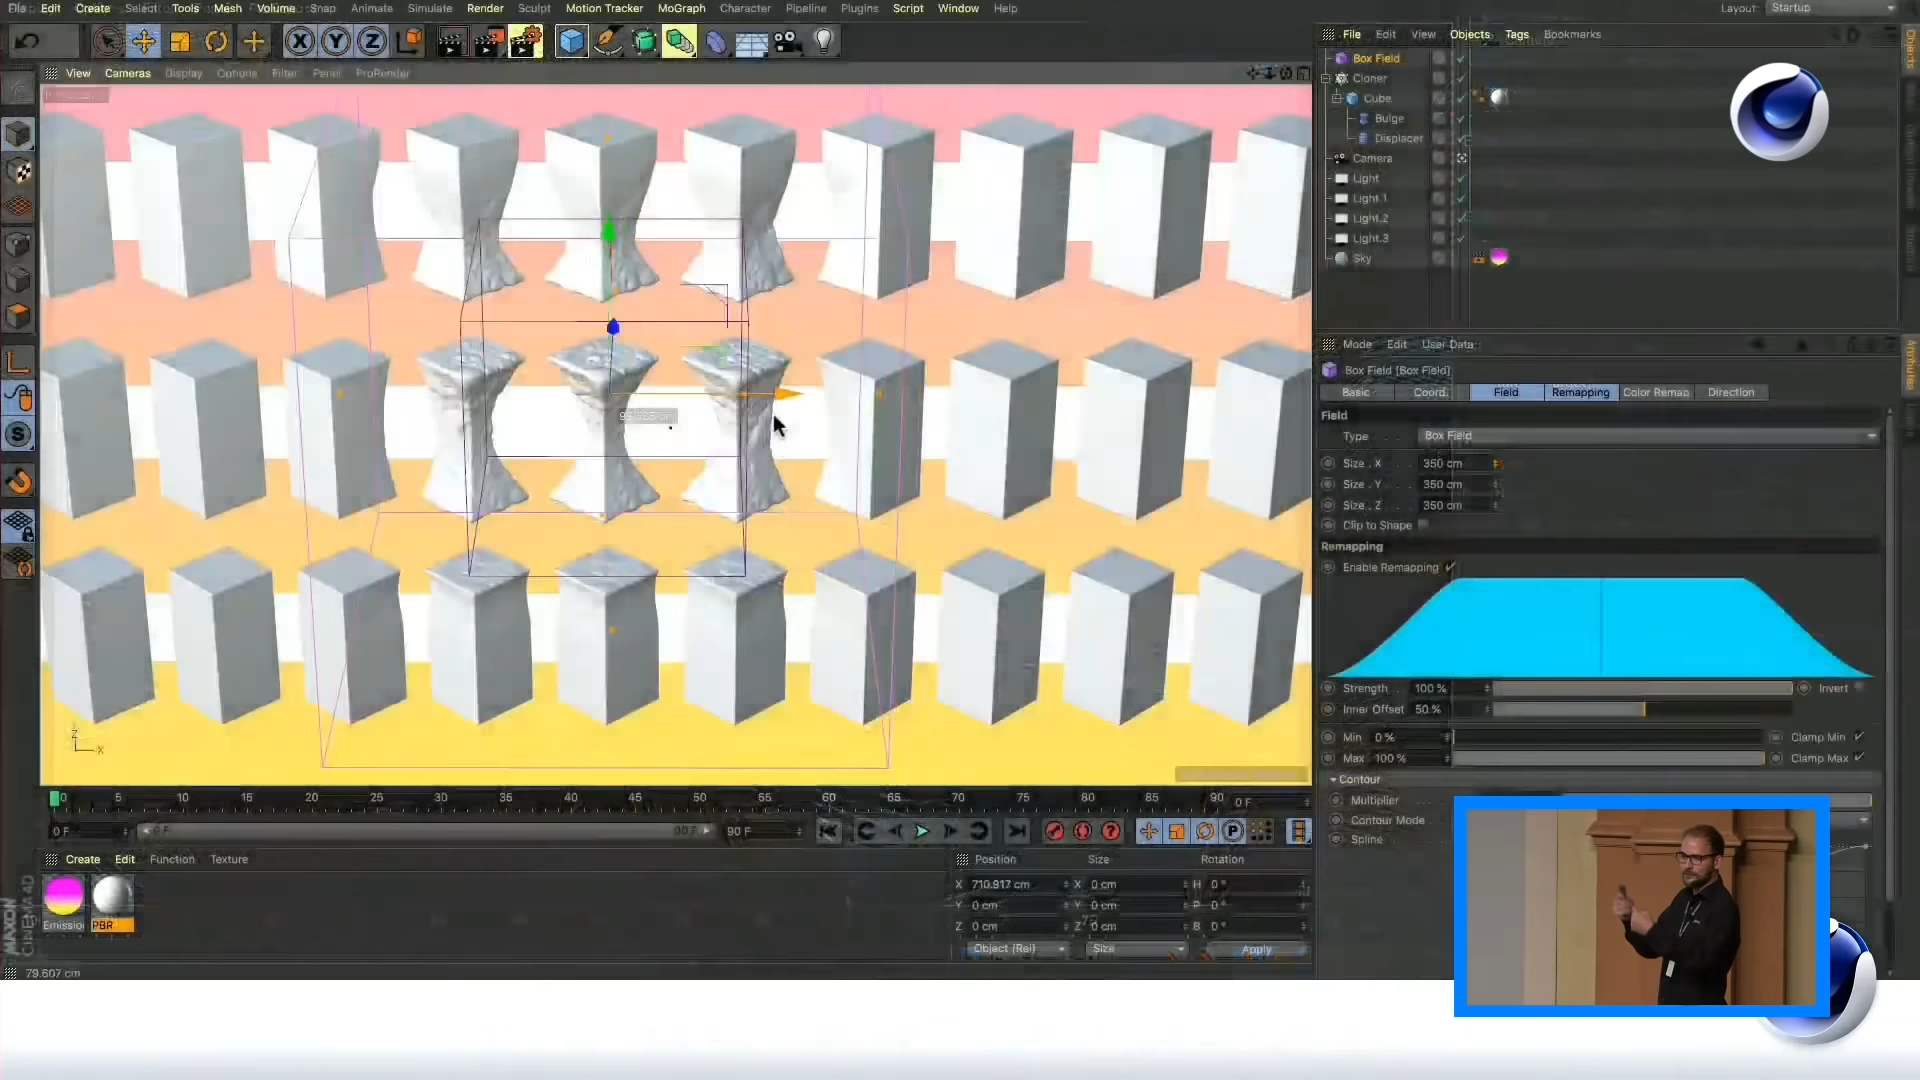 File Edit Create Select Tools Mesh Volume Snap Animate Simulate Render Sculpt Motion Tracker MoGraph Character Pipeline Plugins Script Window Help
Layout: Startup
View Cameras Display Options Filter Panel ProRender
File Edit View Objects Tags Bookmarks
Box Field
Cloner
Cube
Bulge
Displacer
Camera
Light
Light.1
Light.2
Light.3
Sky
Objects
Mode Edit User Data
Attributes
Box Field [Box Field]
Basic Coord. Field Remapping Color Remap Direction
Field
Type Box Field
Size . X 350 cm
Size . Y 350 cm
Size . Z 350 cm
Clip to Shape
Remapping
Enable Remapping
Strength 100 % Invert
Inner Offset 50 %
Min 0 % Clamp Min
Max 100 % Clamp Max
Contour
Multiplier
Contour Mode
Spline
Z
X
0 5 10 15 20 25 30 35 40 45 50 55 60 65 70 75 80 85 90 0 F
0 F 90 F
Create Edit Function Texture
Emissio
PBR
Position Size Rotation
X 710.917 cm X 0 cm H 0 °
Y 0 cm Y 0 cm P 0 °
Z 0 cm Z 0 cm B 0 °
Object (Rel) Size Apply
MAXON
CINEMA 4D
79.607 cm